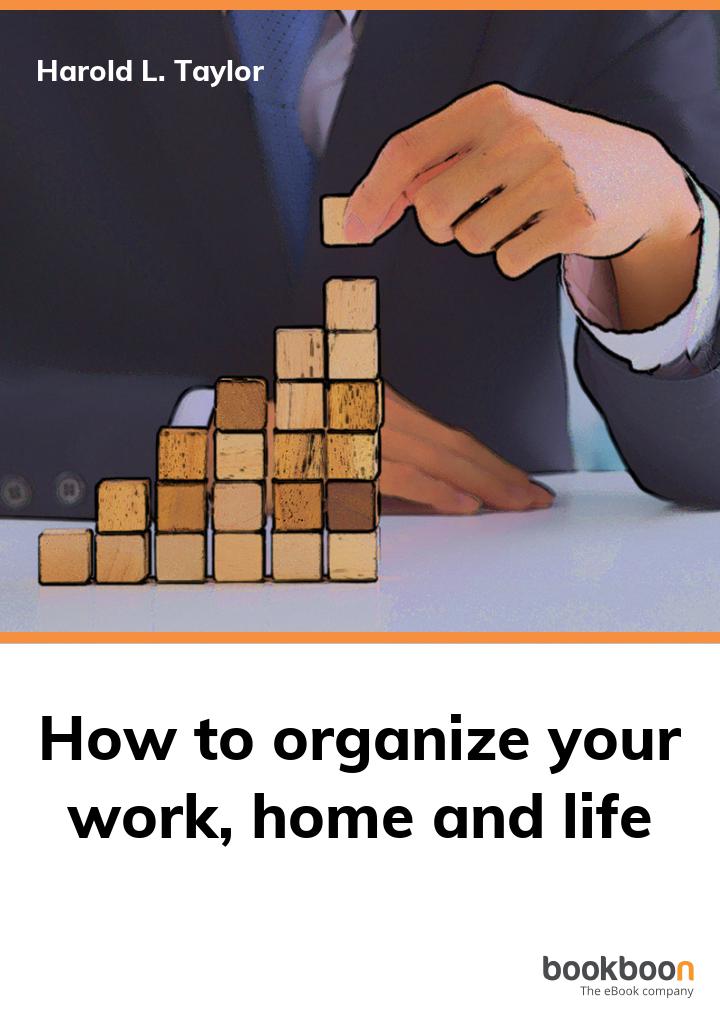 Harold L. Taylor
How to organize your
work, home and life
bookboon
The eBook company